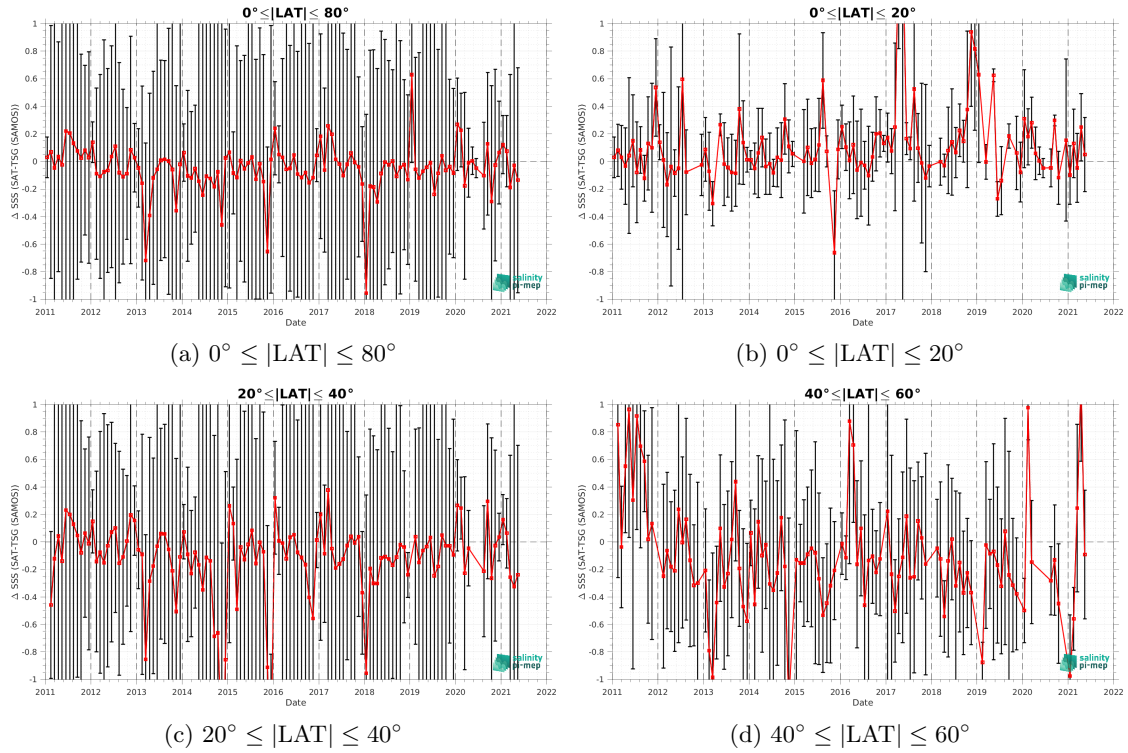 0°≤|LAT|≤ 80°
Δ SSS (SAT-TSG (SAMOS))
1
0.8
0.6
0.4
0.2
0
-0.2
-0.4
-0.6
-0.8
-1
2011 2012 2013 2014 2015 2016 2017 2018 2019 2020 2021 2022
Date
salinity
pi-mep
(a) 0° ≤ |LAT| ≤ 80°
0°≤|LAT|≤ 20°
Δ SSS (SAT-TSG (SAMOS))
1
0.8
0.6
0.4
0.2
0
-0.2
-0.4
-0.6
-0.8
-1
2011 2012 2013 2014 2015 2016 2017 2018 2019 2020 2021 2022
Date
salinity
pi-mep
(b) 0° ≤ |LAT| ≤ 20°
20°≤|LAT|≤ 40°
Δ SSS (SAT-TSG (SAMOS))
1
0.8
0.6
0.4
0.2
0
-0.2
-0.4
-0.6
-0.8
-1
2011 2012 2013 2014 2015 2016 2017 2018 2019 2020 2021 2022
Date
salinity
pi-mep
(c) 20° ≤ |LAT| ≤ 40°
40°≤|LAT|≤ 60°
Δ SSS (SAT-TSG (SAMOS))
1
0.8
0.6
0.4
0.2
0
-0.2
-0.4
-0.6
-0.8
-1
2011 2012 2013 2014 2015 2016 2017 2018 2019 2020 2021 2022
Date
salinity
pi-mep
(d) 40° ≤ |LAT| ≤ 60°